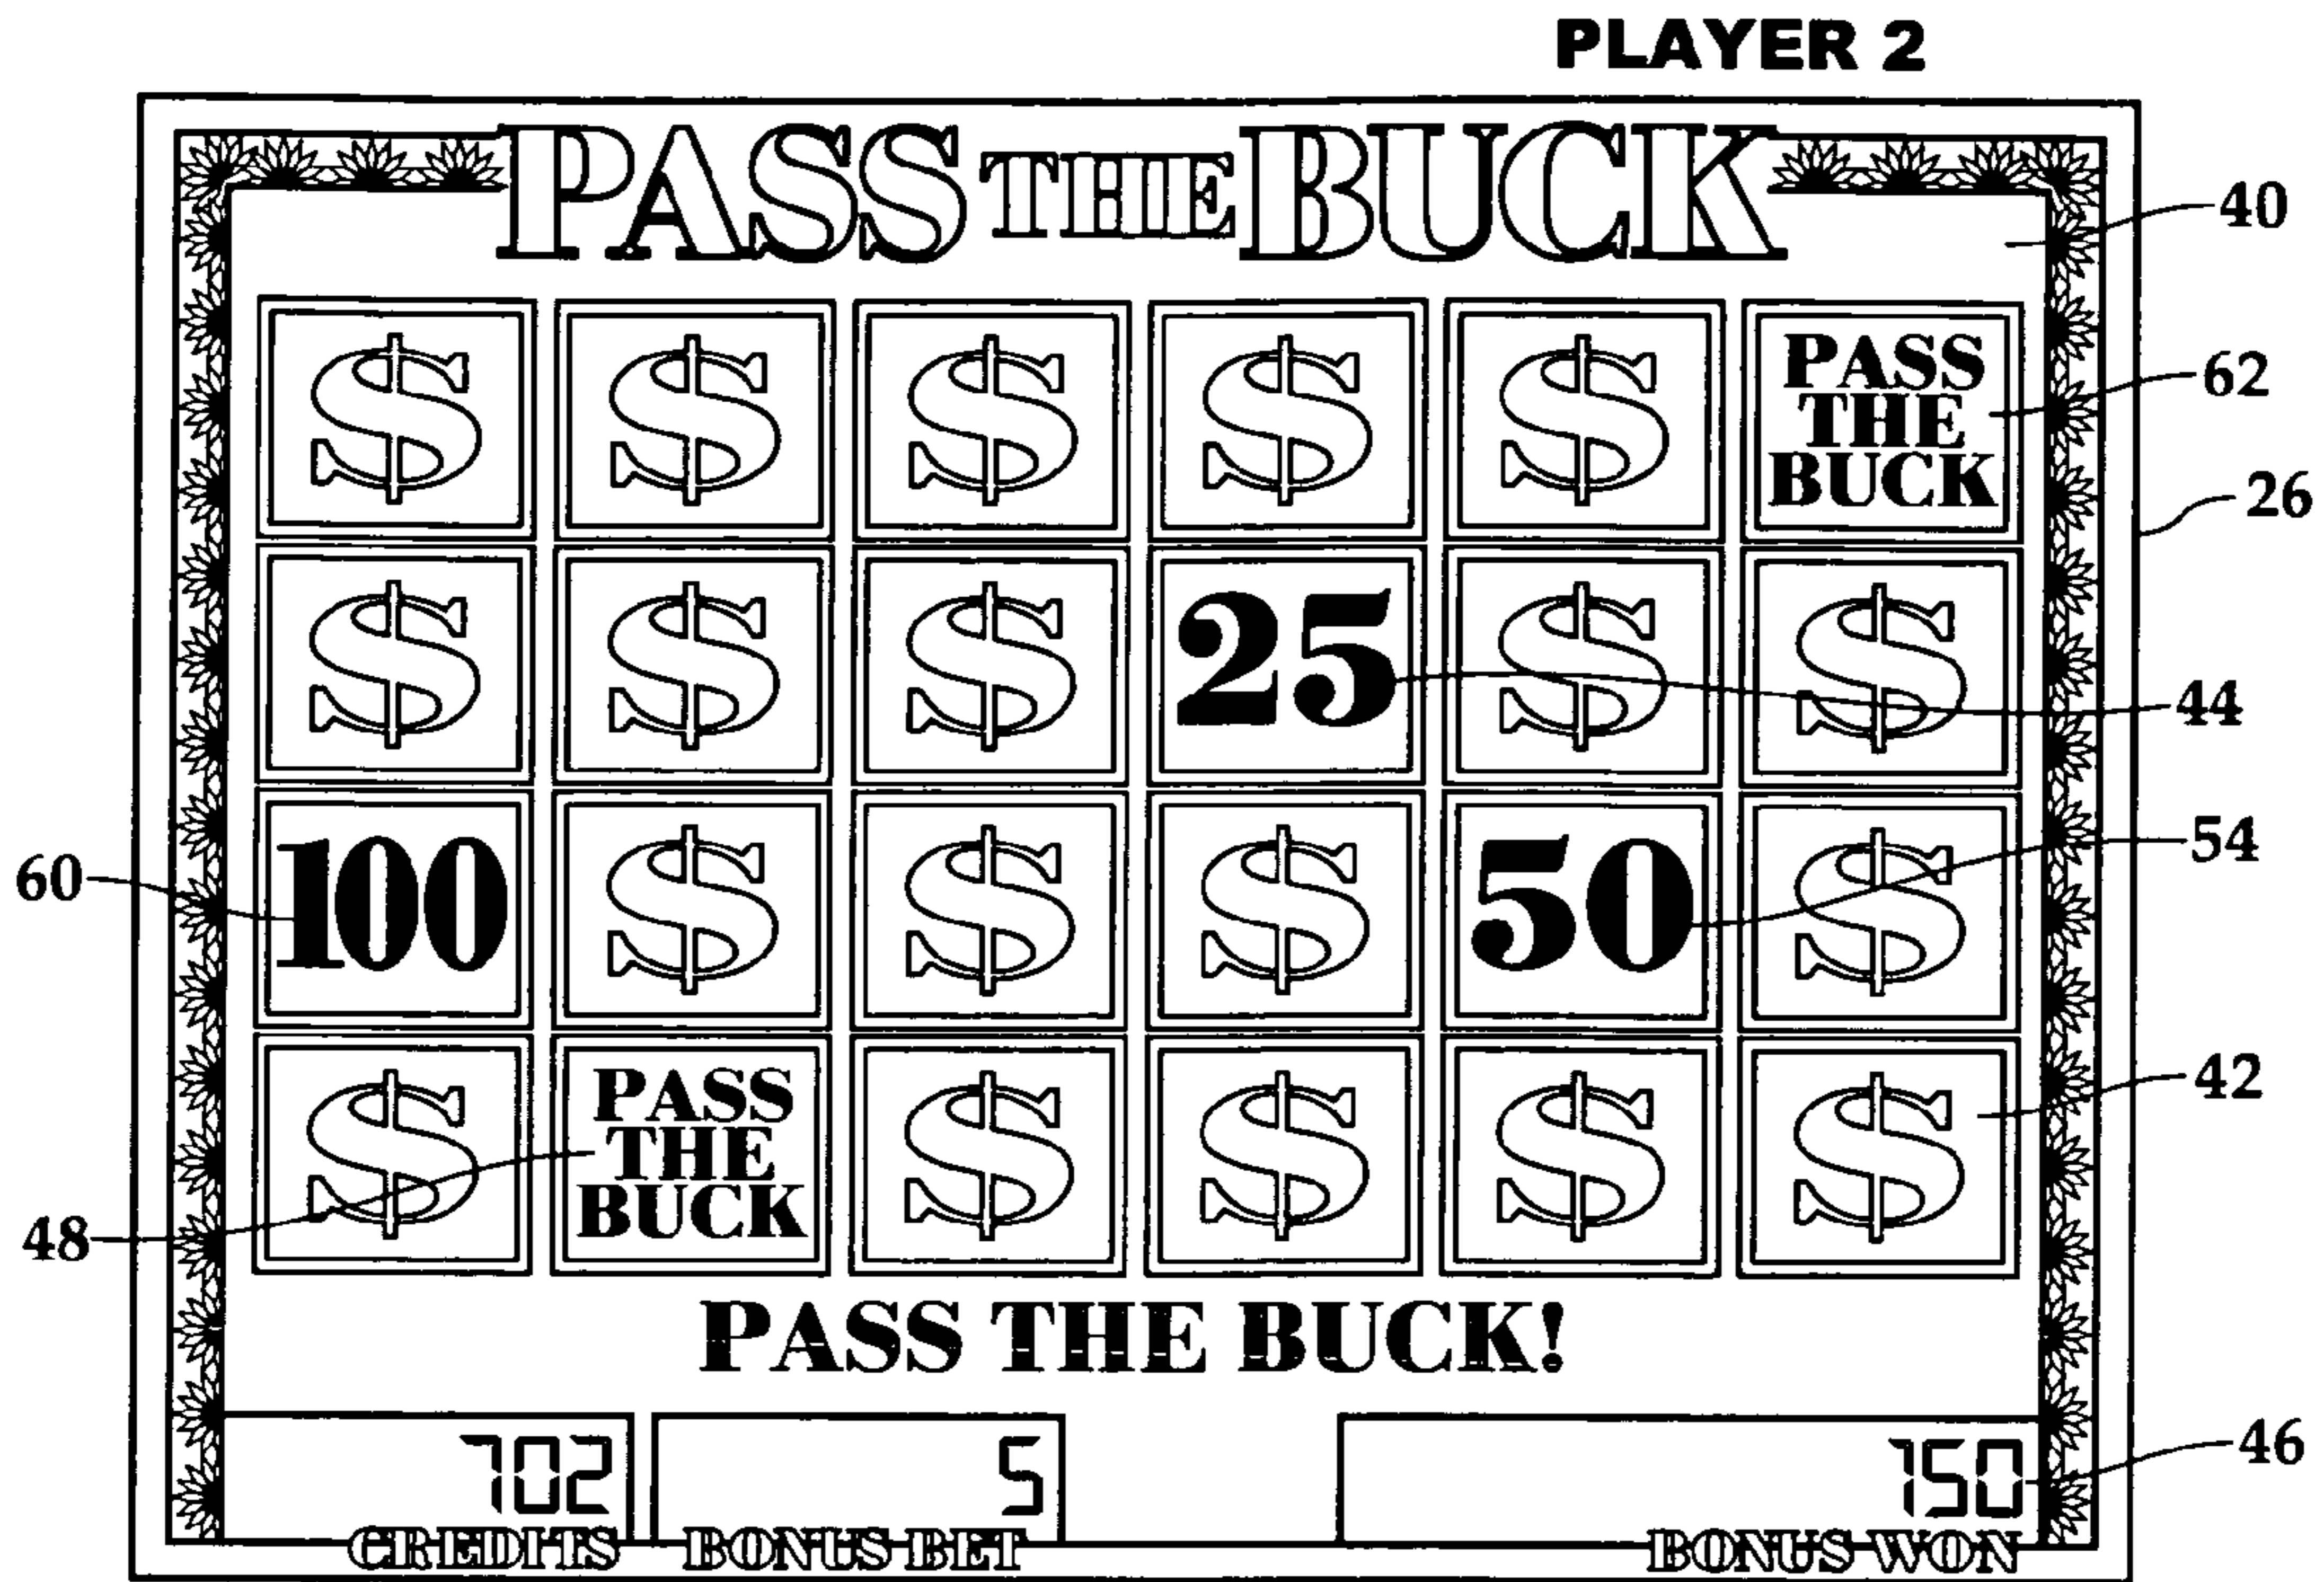 PLAYER 2
PASS THE BUCK
40
$ $ $ $ $ PASS THE BUCK
62
26
$ $ $ 25 $ $
44
60
100 $ $ $ 50 $
54
$ PASS THE BUCK $ $ $ $
42
48
PASS THE BUCK!
702 5 150
46
CREDITS BONUS BET BONUS WON